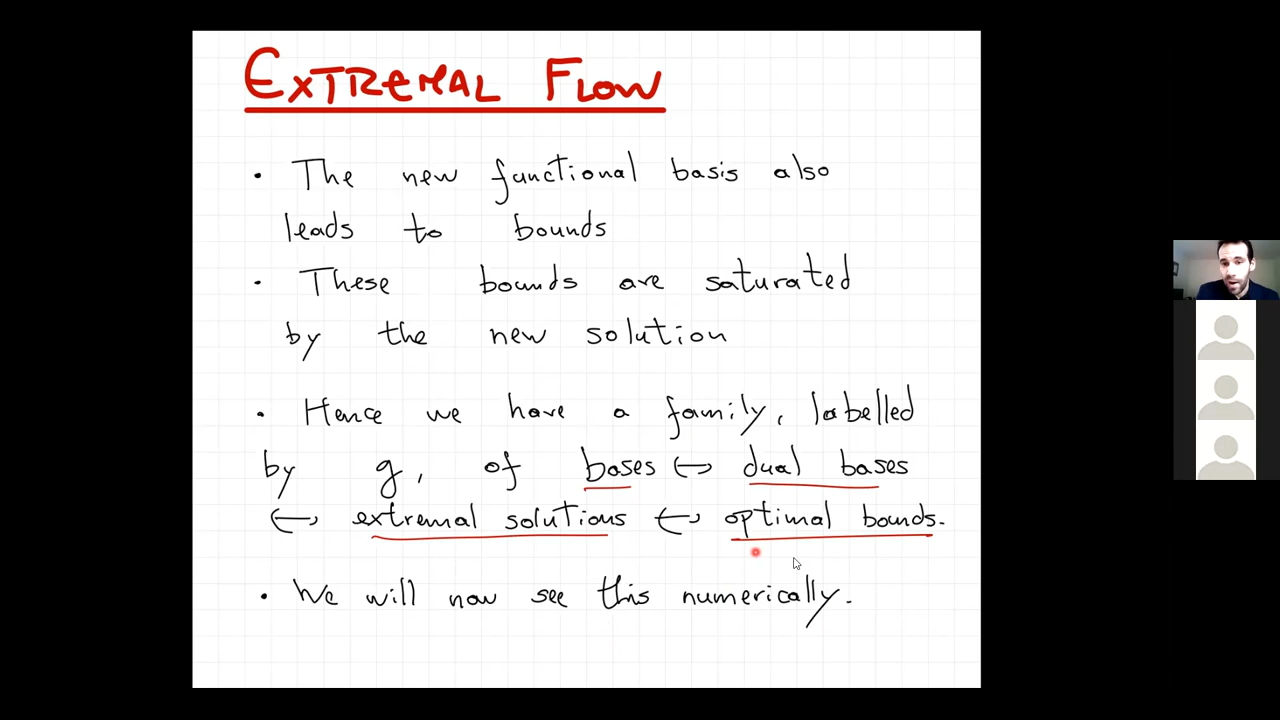 EXTREMAL FLOW
• The new functional basis also
leads to bounds
• These bounds are saturated
by the new solution
• Hence we have a family, labelled
by g, of bases ↔ dual bases
↔ extremal solutions ↔ optimal bounds.
• We will now see this numerically.